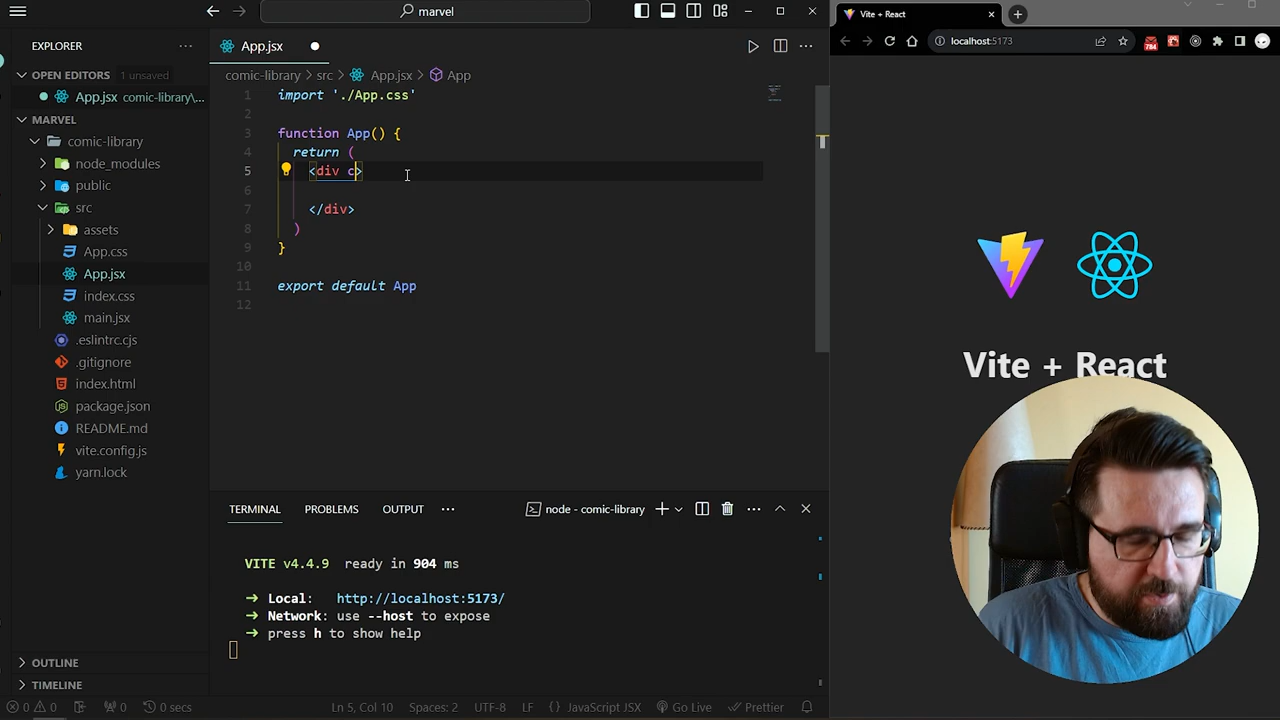 marvel
EXPLORER
OPEN EDITORS 1 unsaved
App.jsx comic-library\...
MARVEL
comic-library
node_modules
public
src
assets
App.css
App.jsx
index.css
main.jsx
.eslintrc.cjs
.gitignore
index.html
package.json
README.md
vite.config.js
yarn.lock
OUTLINE
TIMELINE
App.jsx
comic-library > src > App.jsx > App
1 import './App.css'
2
3 function App() {
4 return (
5 <div c>
6
7 </div>
8 )
9 }
10
11 export default App
12
TERMINAL PROBLEMS OUTPUT ... node - comic-library
VITE v4.4.9 ready in 904 ms
➜ Local: http://localhost:5173/
➜ Network: use --host to expose
➜ press h to show help
0 0 0 0 secs Ln 5, Col 10 Spaces: 2 UTF-8 LF {} JavaScript JSX Go Live Prettier
Vite + React
localhost:5173
784
Vite + React